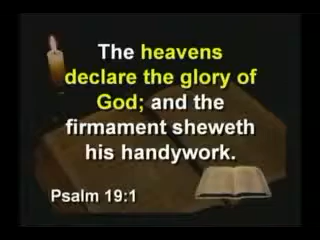 The heavens
declare the glory of
God; and the
firmament sheweth
his handywork.
Psalm 19:1